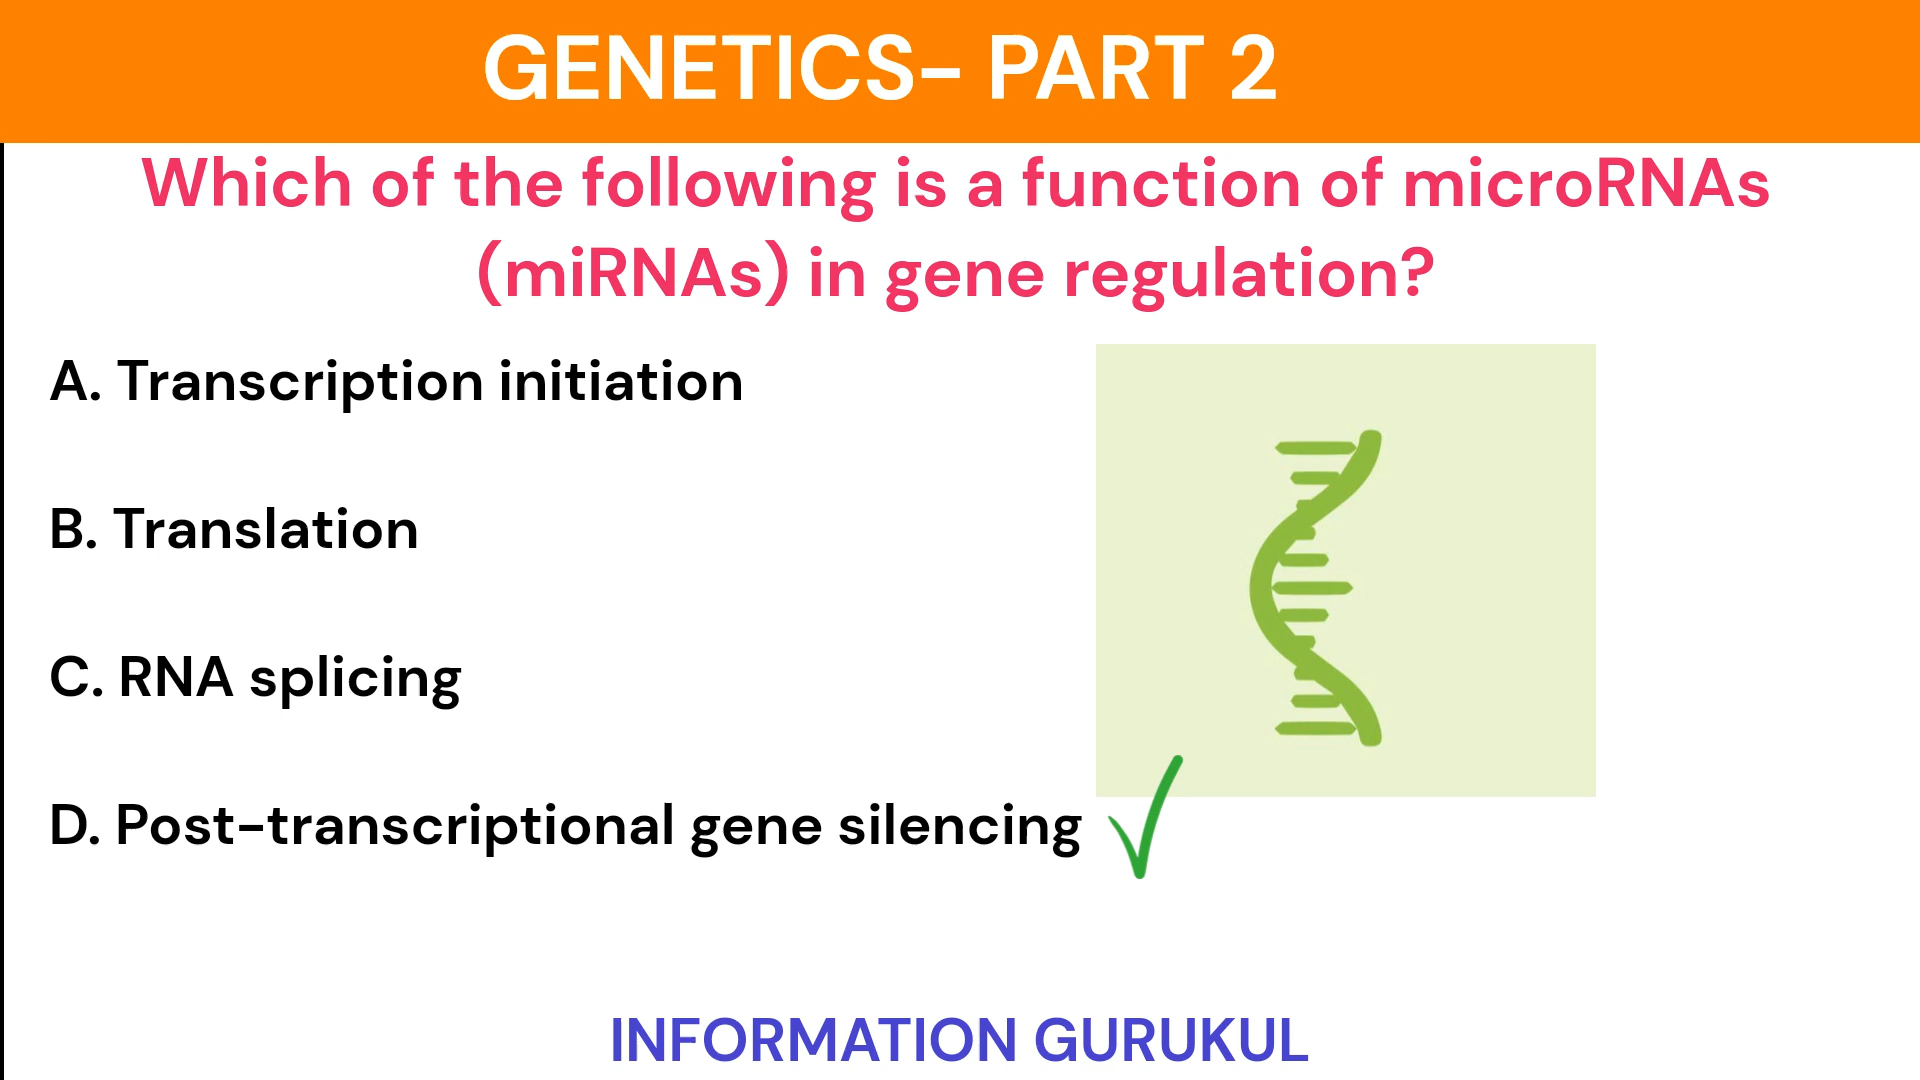 GENETICS- PART 2
Which of the following is a function of microRNAs
(miRNAs) in gene regulation?
A. Transcription initiation
B. Translation
C. RNA splicing
D. Post-transcriptional gene silencing
INFORMATION GURUKUL